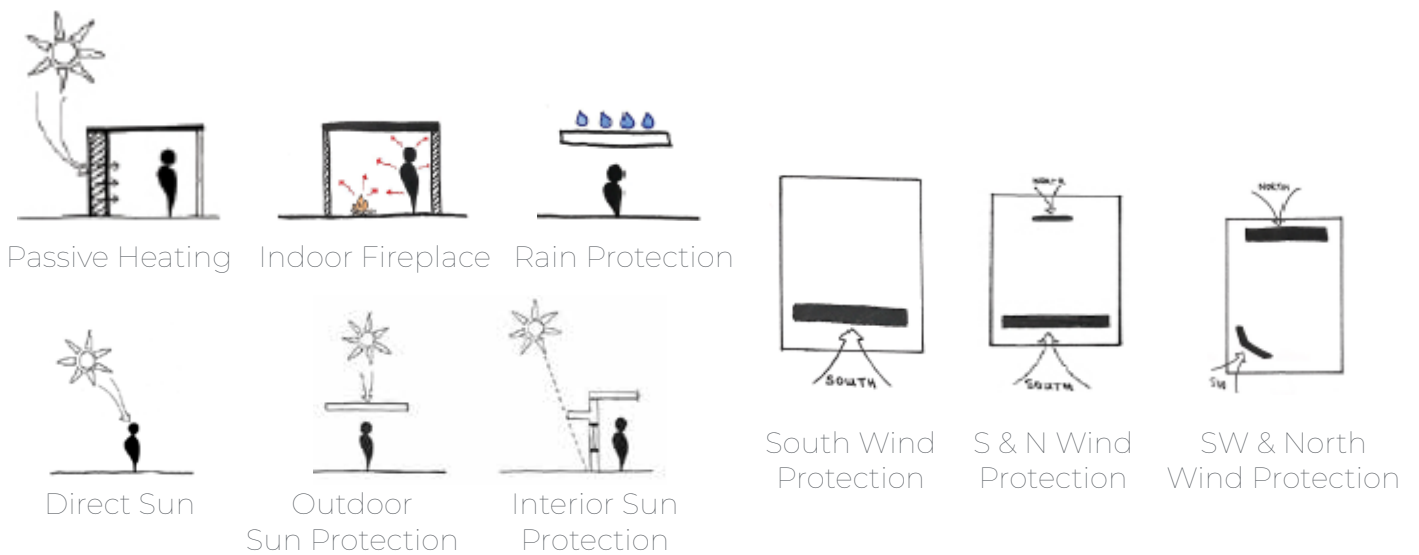 Passive Heating
Indoor Fireplace
Rain Protection
Direct Sun
Outdoor
Sun Protection
Interior Sun
Protection
SOUTH
South Wind
Protection
NORTH
SOUTH
S & N Wind
Protection
NORTH
SW
SW & North
Wind Protection